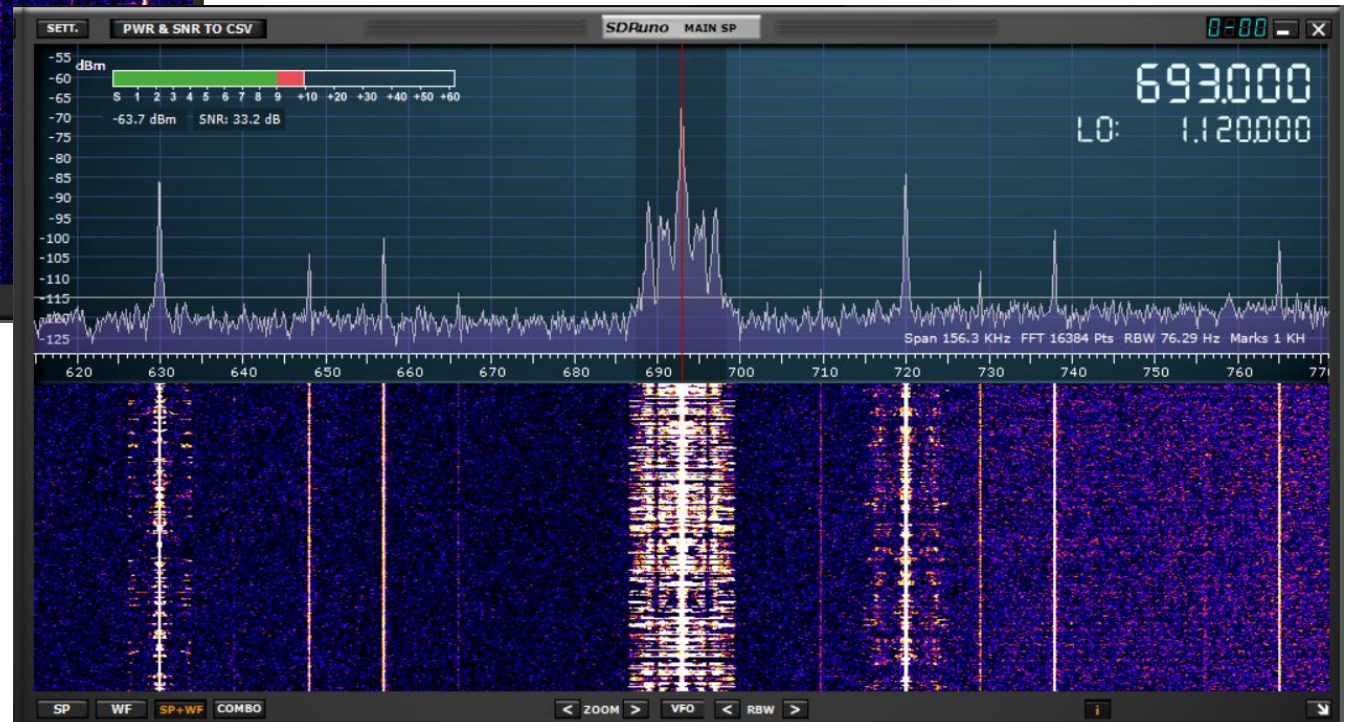 SETT. PWR & SNR TO CSV SDRuno MAIN SP 0-00
-55 dBm
-60
-65 S 1 2 3 4 5 6 7 8 9 +10 +20 +30 +40 +50 +60
693.000
-70 -63.7 dBm SNR: 33.2 dB
LO: 1.120.000
-75
-80
-85
-90
-95
-100
-105
-110
-115
-120
-125 Span 156.3 KHz FFT 16384 Pts RBW 76.29 Hz Marks 1 KH
620 630 640 650 660 670 680 690 700 710 720 730 740 750 760 770
SP WF SP+WF COMBO < ZOOM > VFO < RBW > i